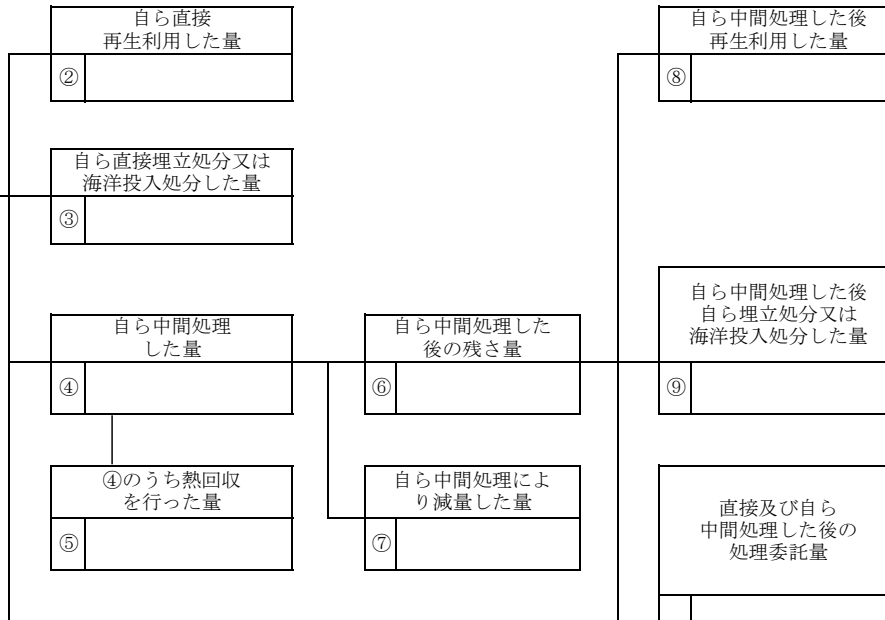 自ら直接
再生利用した量
②
自ら中間処理した後
再生利用した量
⑧
自ら直接埋立処分又は
海洋投入処分した量
③
自ら中間処理した後
自ら埋立処分又は
海洋投入処分した量
⑨
自ら中間処理
した量
④
自ら中間処理した
後の残さ量
⑥
④のうち熱回収
を行った量
⑤
自ら中間処理によ
り減量した量
⑦
直接及び自ら
中間処理した後の
処理委託量